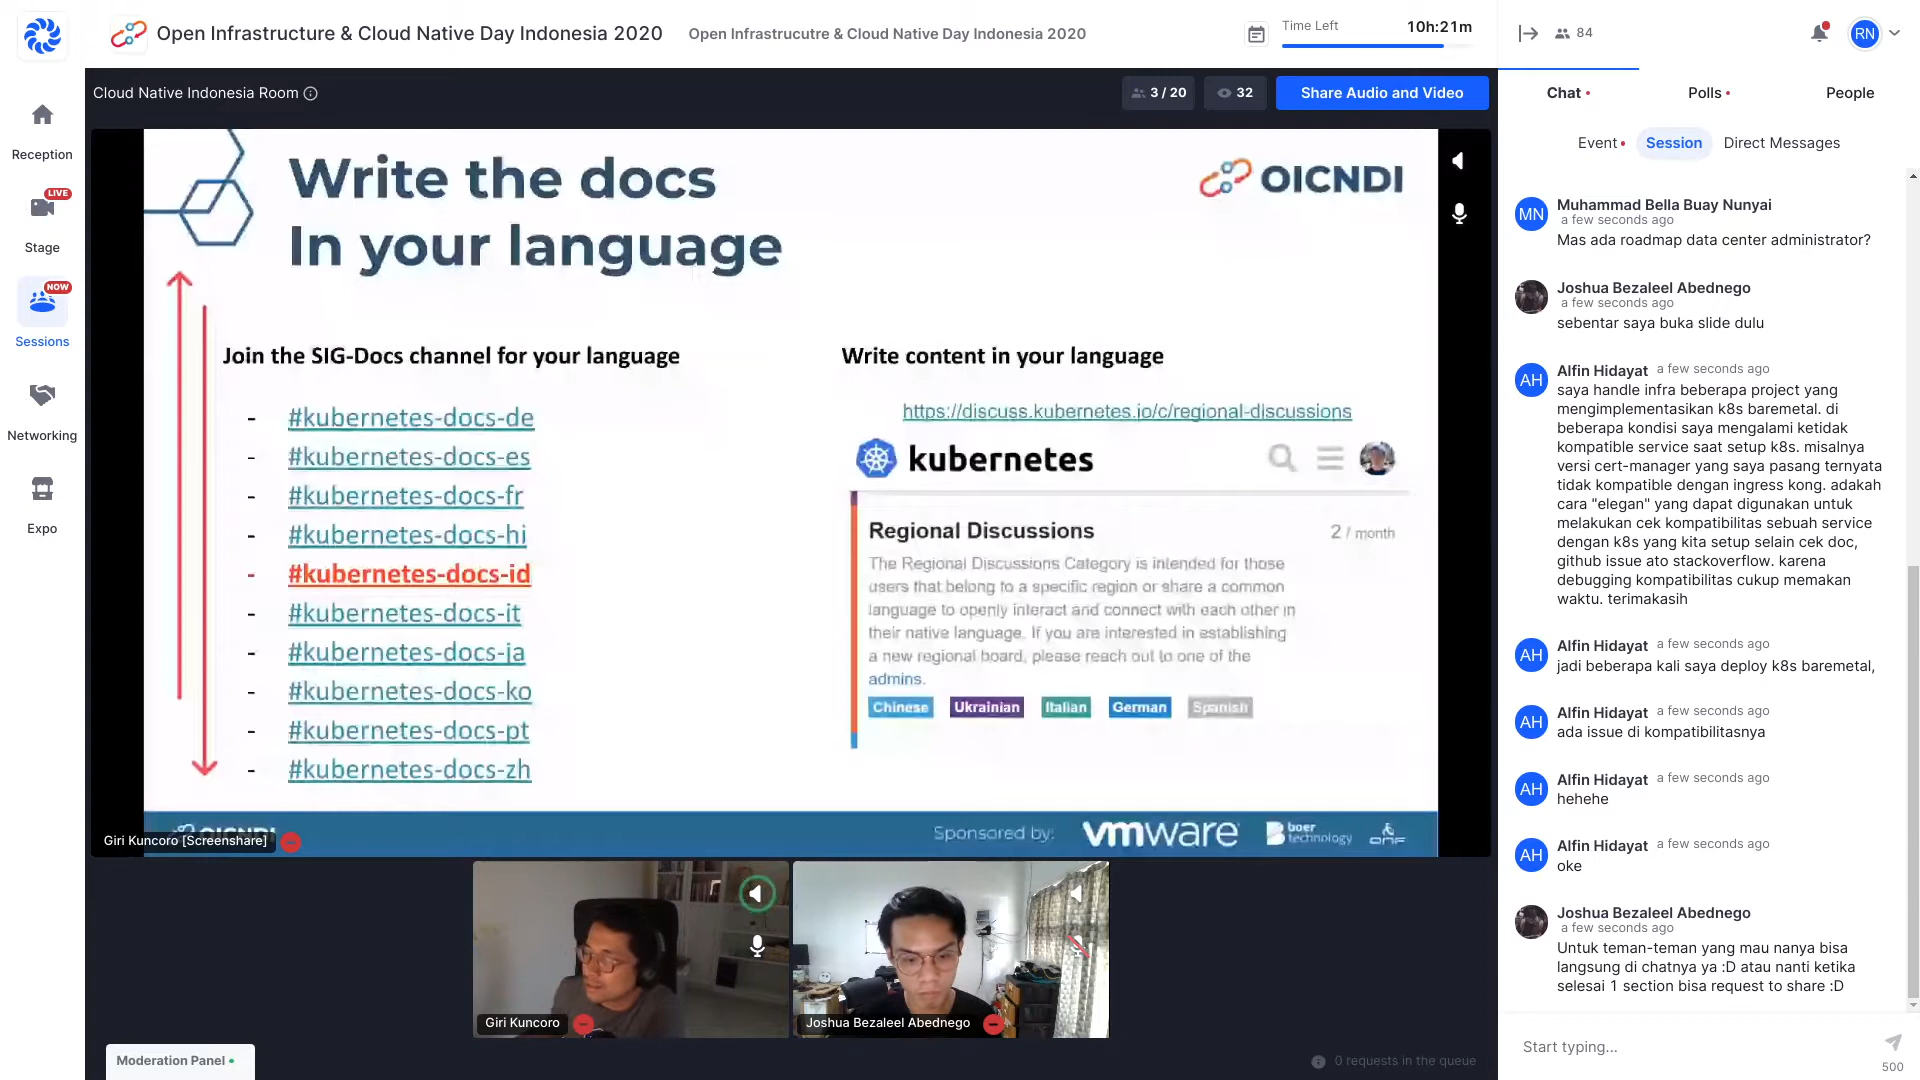 Open Infrastructure & Cloud Native Day Indonesia 2020
Open Infrastrucutre & Cloud Native Day Indonesia 2020
Time Left
10h:21m
84
RN
Reception
LIVE
Stage
NOW
Sessions
Networking
Expo
Cloud Native Indonesia Room
3 / 20
32
Share Audio and Video
Write the docs
In your language
OICNDI
Join the SIG-Docs channel for your language
- #kubernetes-docs-de
- #kubernetes-docs-es
- #kubernetes-docs-fr
- #kubernetes-docs-hi
- #kubernetes-docs-id
- #kubernetes-docs-it
- #kubernetes-docs-ja
- #kubernetes-docs-ko
- #kubernetes-docs-pt
- #kubernetes-docs-zh
Write content in your language
https://discuss.kubernetes.io/c/regional-discussions
kubernetes
Regional Discussions
2 / month
The Regional Discussions Category is intended for those
users that belong to a specific region or share a common
language to openly interact and connect with each other in
their native language. If you are interested in establishing
a new regional board, please reach out to one of the
admins.
Chinese Ukrainian Italian German Spanish
OICNDI
Sponsored by:
vmware
boer
technology
Giri Kuncoro [Screenshare]
Giri Kuncoro
Joshua Bezaleel Abednego
Moderation Panel
0 requests in the queue
Chat
Polls
People
Event
Session
Direct Messages
MN
Muhammad Bella Buay Nunyai
a few seconds ago
Mas ada roadmap data center administrator?
Joshua Bezaleel Abednego
a few seconds ago
sebentar saya buka slide dulu
AH
Alfin Hidayat a few seconds ago
saya handle infra beberapa project yang
mengimplementasikan k8s baremetal. di
beberapa kondisi saya mengalami ketidak
kompatible service saat setup k8s. misalnya
versi cert-manager yang saya pasang ternyata
tidak kompatible dengan ingress kong. adakah
cara "elegan" yang dapat digunakan untuk
melakukan cek kompatibilitas sebuah service
dengan k8s yang kita setup selain cek doc,
github issue ato stackoverflow. karena
debugging kompatibilitas cukup memakan
waktu. terimakasih
AH
Alfin Hidayat a few seconds ago
jadi beberapa kali saya deploy k8s baremetal,
AH
Alfin Hidayat a few seconds ago
ada issue di kompatibilitasnya
AH
Alfin Hidayat a few seconds ago
hehehe
AH
Alfin Hidayat a few seconds ago
oke
Joshua Bezaleel Abednego
a few seconds ago
Untuk teman-teman yang mau nanya bisa
langsung di chatnya ya :D atau nanti ketika
selesai 1 section bisa request to share :D
Start typing...
500